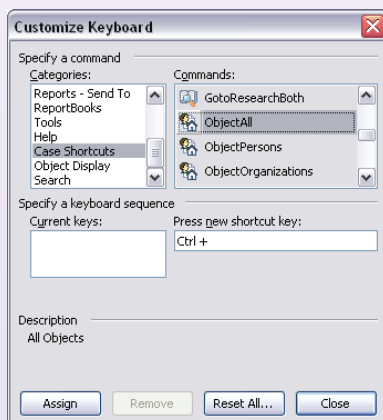 Customize Keyboard
Specify a command
Categories:
Commands:
Reports - Send To
ReportBooks
Tools
Help
Case Shortcuts
Object Display
Search
GotoResearchBoth
ObjectAll
ObjectPersons
ObjectOrganizations
Specify a keyboard sequence
Current keys:
Press new shortcut key:
Ctrl +
Description
All Objects
Assign
Remove
Reset All...
Close